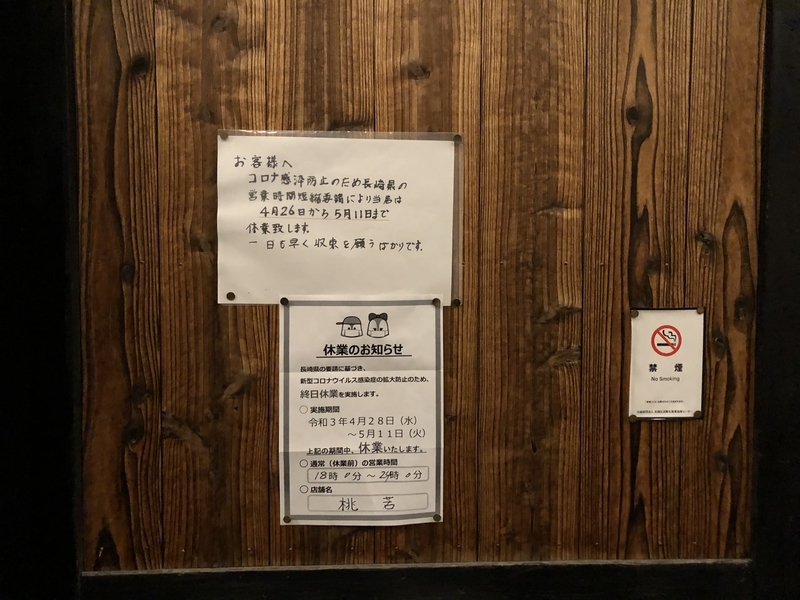 お客様へ
コロナ感染防止のため長崎県の
営業時間短縮要請により当店は
4月26日から5月11日まで
休業致します。
一日も早く収束を願うばかりです。
休業のお知らせ
長崎県の要請に基づき、
新型コロナウイルス感染症の拡大防止のため、
終日休業を実施します。
○実施期間
令和3年4月28日（水）
～5月11日（火）
上記の期間中、休業いたします。
○通常（休業前）の営業時間
18時0分～24時0分
○店舗名
桃苦
禁煙
No Smoking